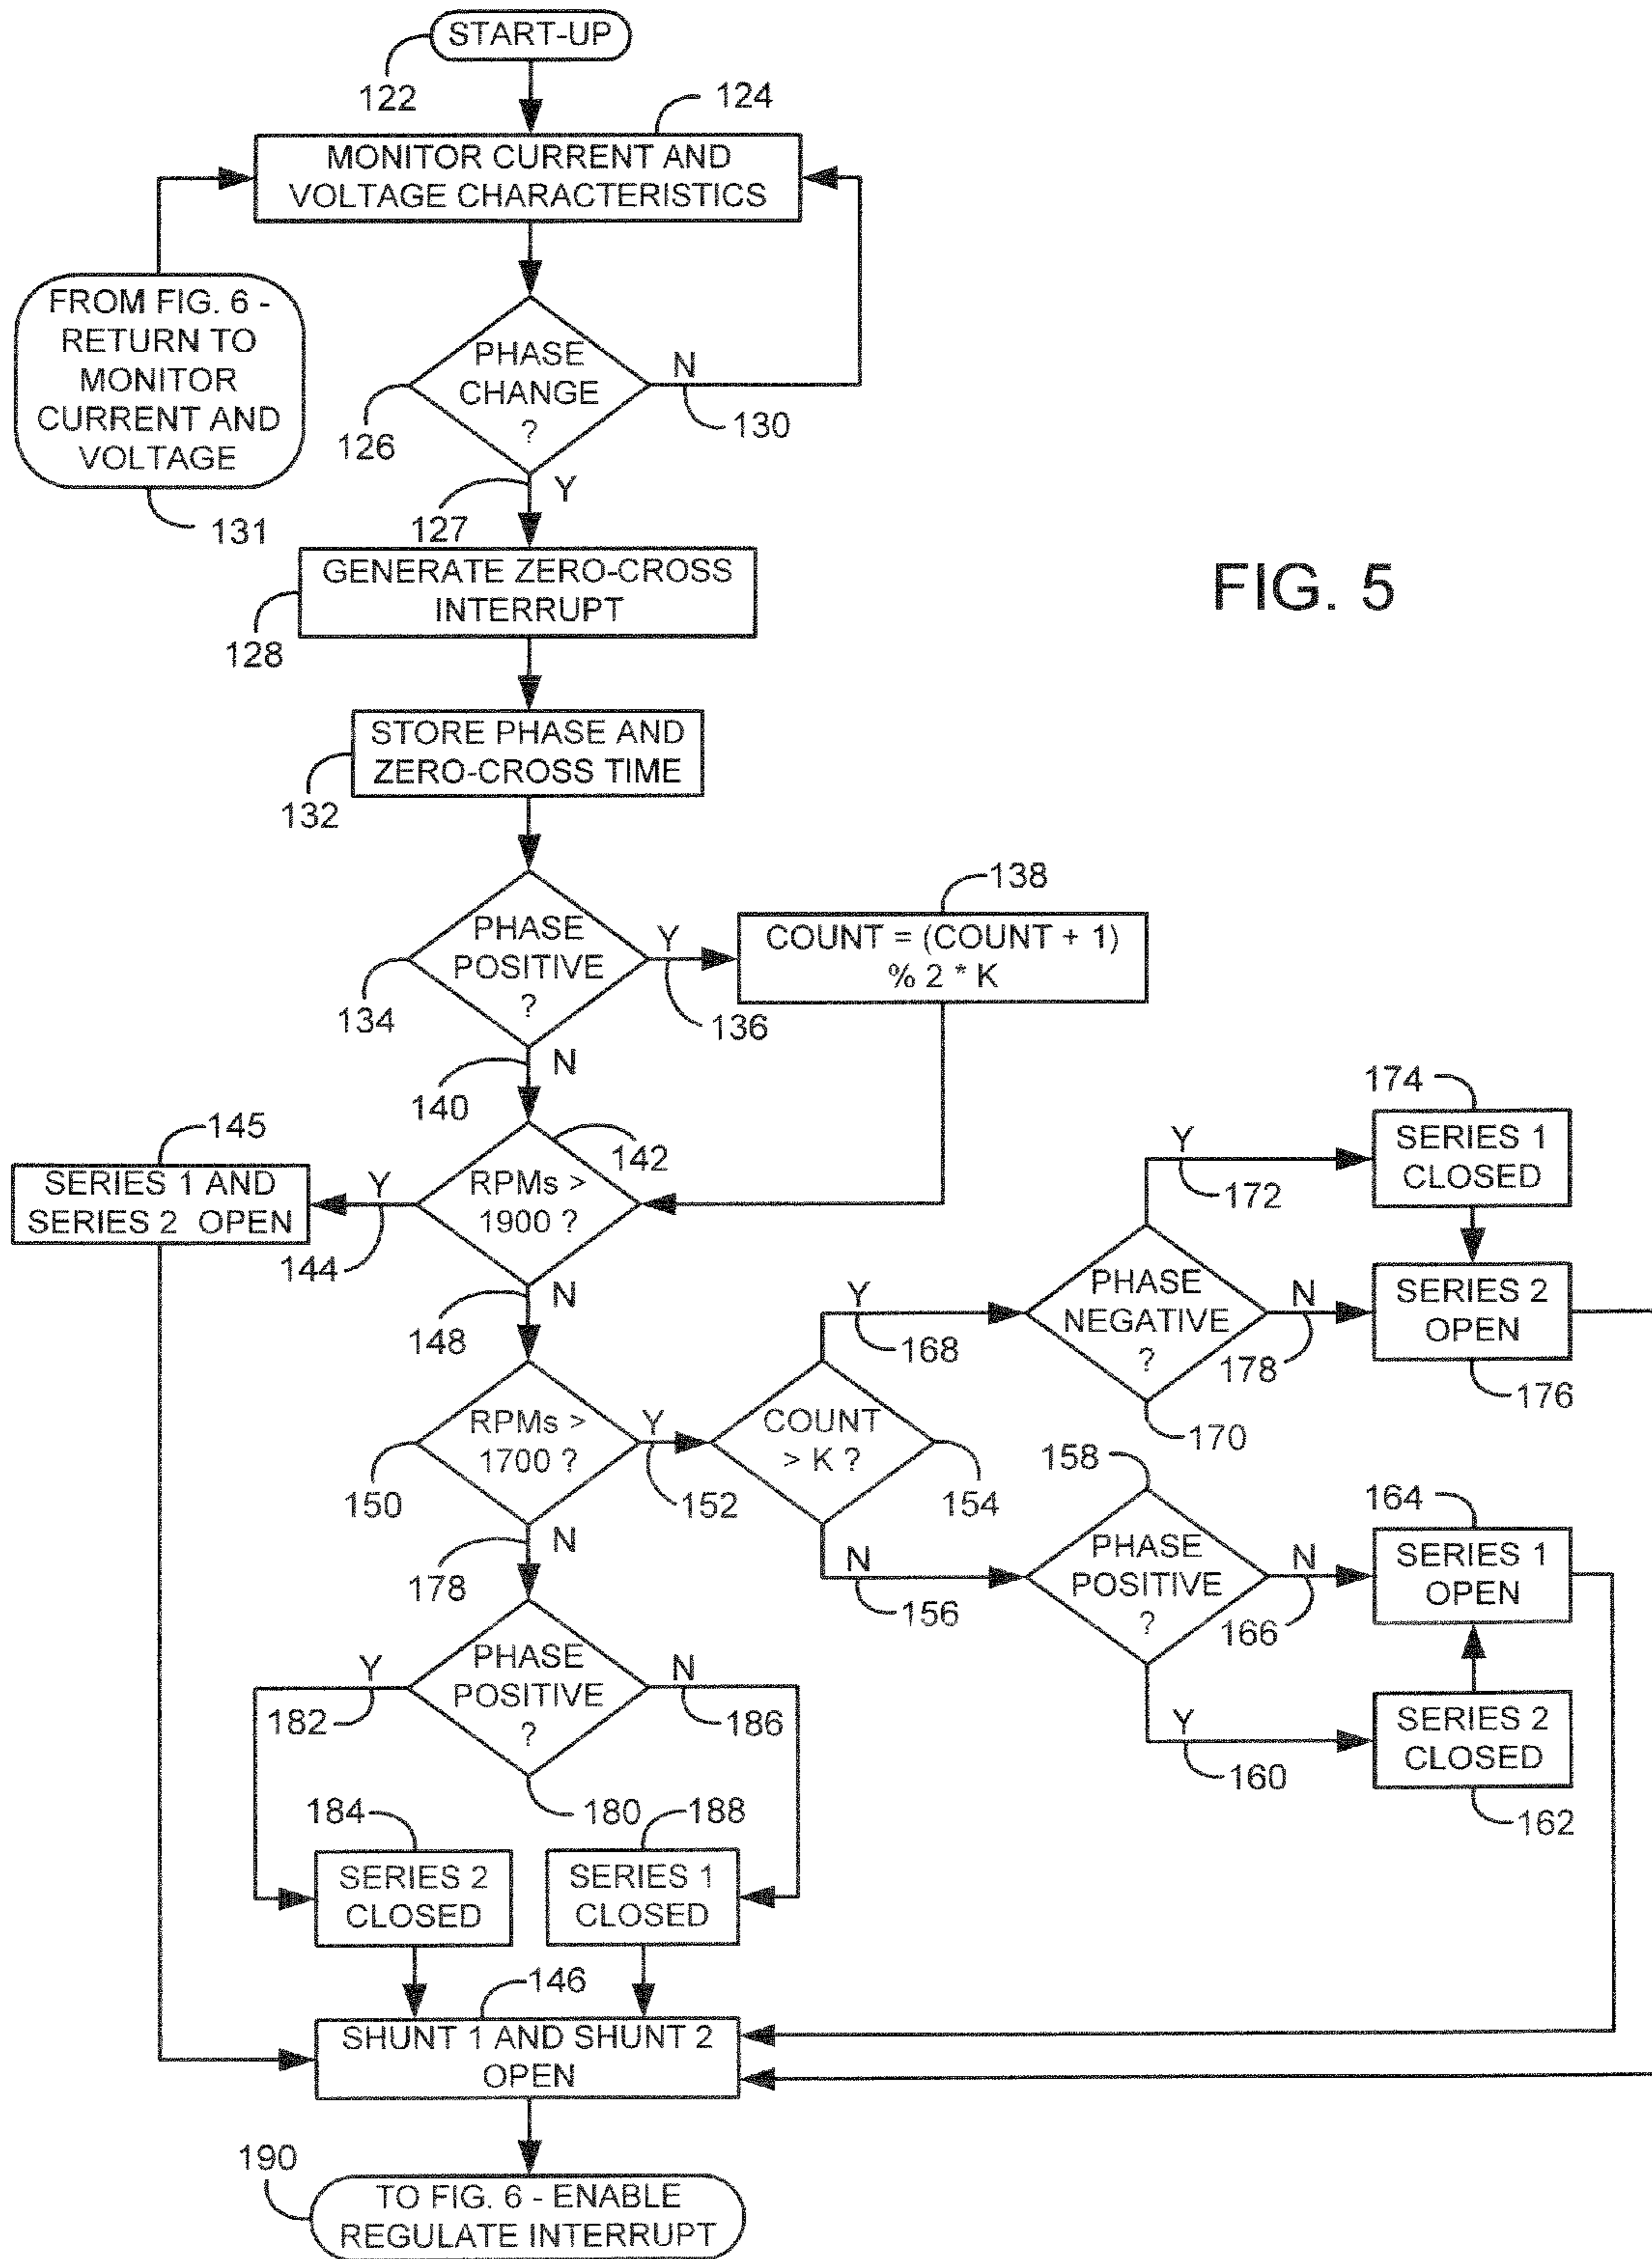 START-UP
122
124
MONITOR CURRENT AND
VOLTAGE CHARACTERISTICS
FROM FIG. 6 -
RETURN TO
MONITOR
CURRENT AND
VOLTAGE
131
PHASE
CHANGE
?
126
N
130
127
Y
GENERATE ZERO-CROSS
INTERRUPT
128
FIG. 5
STORE PHASE AND
ZERO-CROSS TIME
132
PHASE
POSITIVE
?
134
Y
136
138
COUNT = (COUNT + 1)
% 2 * K
N
140
142
RPMs >
1900 ?
145
SERIES 1 AND
SERIES 2 OPEN
Y
144
N
148
RPMs >
1700 ?
150
Y
152
COUNT
> K ?
154
Y
168
PHASE
NEGATIVE
?
170
Y
172
174
SERIES 1
CLOSED
N
178
SERIES 2
OPEN
176
N
156
158
PHASE
POSITIVE
?
N
166
164
SERIES 1
OPEN
Y
160
SERIES 2
CLOSED
162
N
178
PHASE
POSITIVE
?
180
Y
182
N
186
184
SERIES 2
CLOSED
188
SERIES 1
CLOSED
146
SHUNT 1 AND SHUNT 2
OPEN
190
TO FIG. 6 - ENABLE
REGULATE INTERRUPT